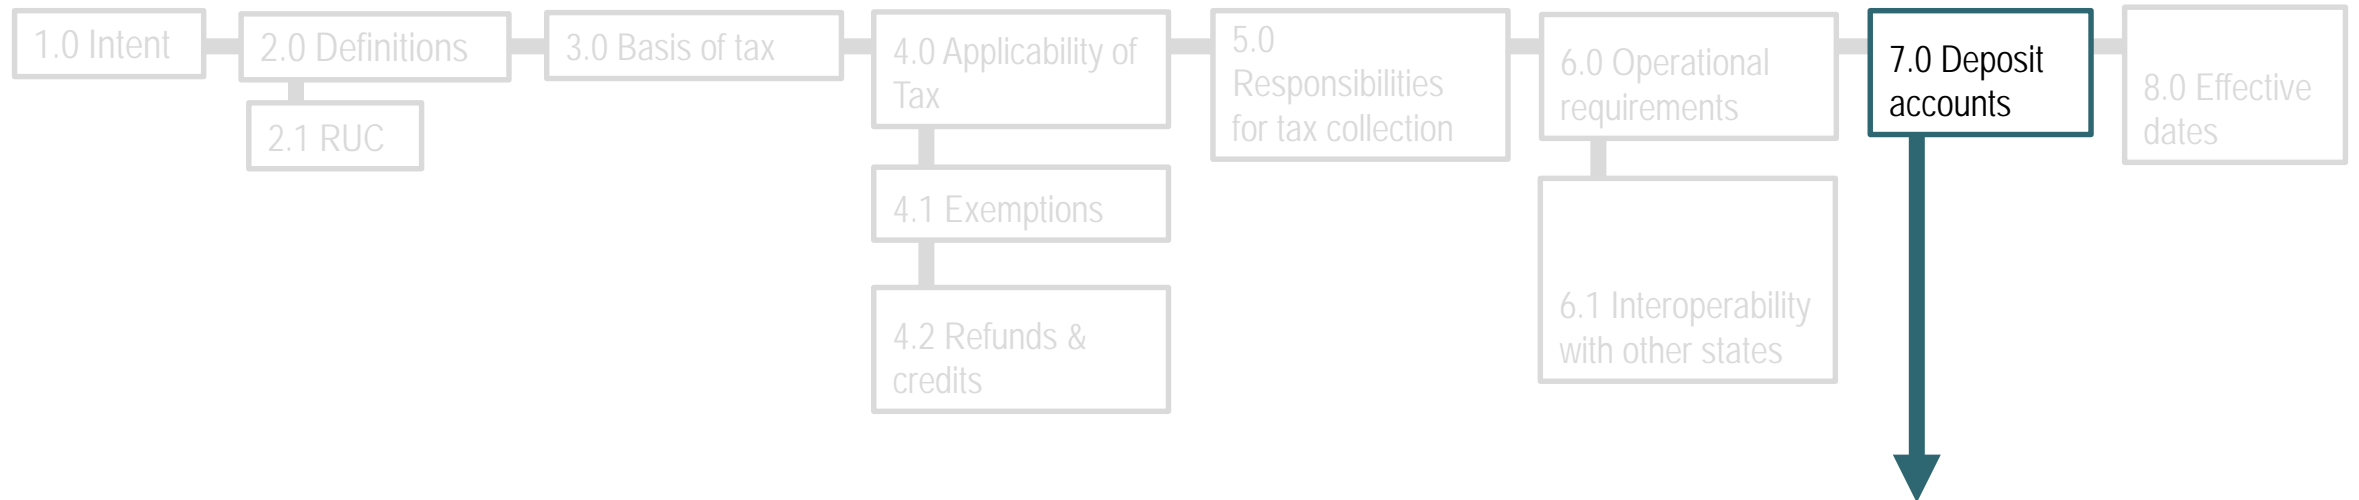 1.0 Intent
2.0 Definitions
2.1 RUC
3.0 Basis of tax
4.0 Applicability of
Tax
4.1 Exemptions
4.2 Refunds &
credits
5.0
Responsibilities
for tax collection
6.0 Operational
requirements
6.1 Interoperability
with other states
7.0 Deposit
accounts
8.0 Effective
dates